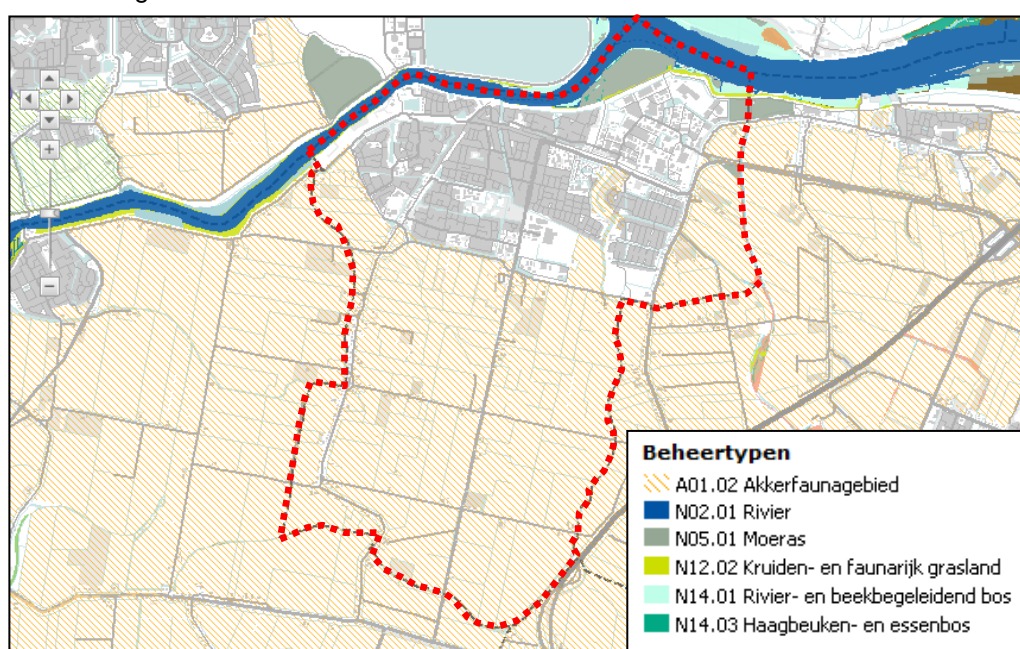 Beheertypen
A01.02 Akkerfaunagebied
N02.01 Rivier
N05.01 Moeras
N12.02 Kruiden- en faunarijk grasland
N14.01 Rivier- en beekbegeleidend bos
N14.03 Haagbeuken- en essenbos